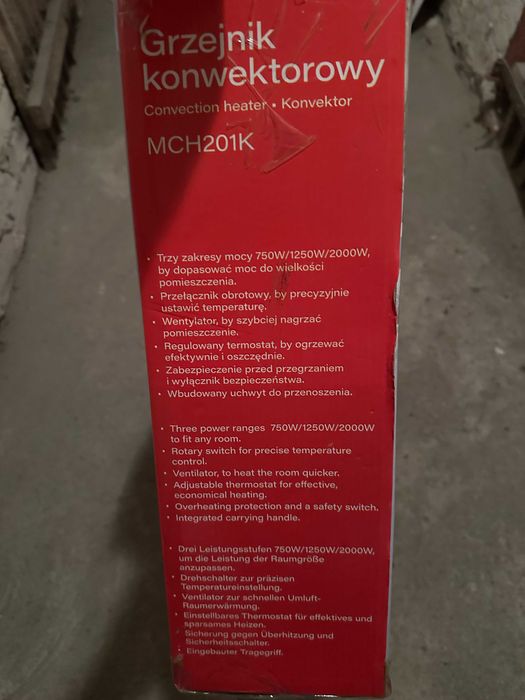 Grzejnik
konwektorowy
Convection heater • Konvektor
MCH201K
• Trzy zakresy mocy 750W/1250W/2000W,
by dopasować moc do wielkości
pomieszczenia.
• Przełącznik obrotowy, by precyzyjnie
ustawić temperaturę.
• Wentylator, by szybciej nagrzać
pomieszczenie.
• Regulowany termostat, by ogrzewać
efektywnie i oszczędnie.
• Zabezpieczenie przed przegrzaniem
i wyłącznik bezpieczeństwa.
• Wbudowany uchwyt do przenoszenia.
• Three power ranges 750W/1250W/2000W
to fit any room.
• Rotary switch for precise temperature
control.
• Ventilator, to heat the room quicker.
• Adjustable thermostat for effective,
economical heating.
• Overheating protection and a safety switch.
• Integrated carrying handle.
• Drei Leistungsstufen 750W/1250W/2000W,
um die Leistung der Raumgröße
anzupassen.
• Drehschalter zur präzisen
Temperatureinstellung.
• Ventilator zur schnellen Umluft-
Raumerwärmung.
• Einstellbares Thermostat für effektives und
sparsames Heizen.
• Sicherung gegen Überhitzung und
Sicherheitsschalter.
• Eingebauter Tragegriff.